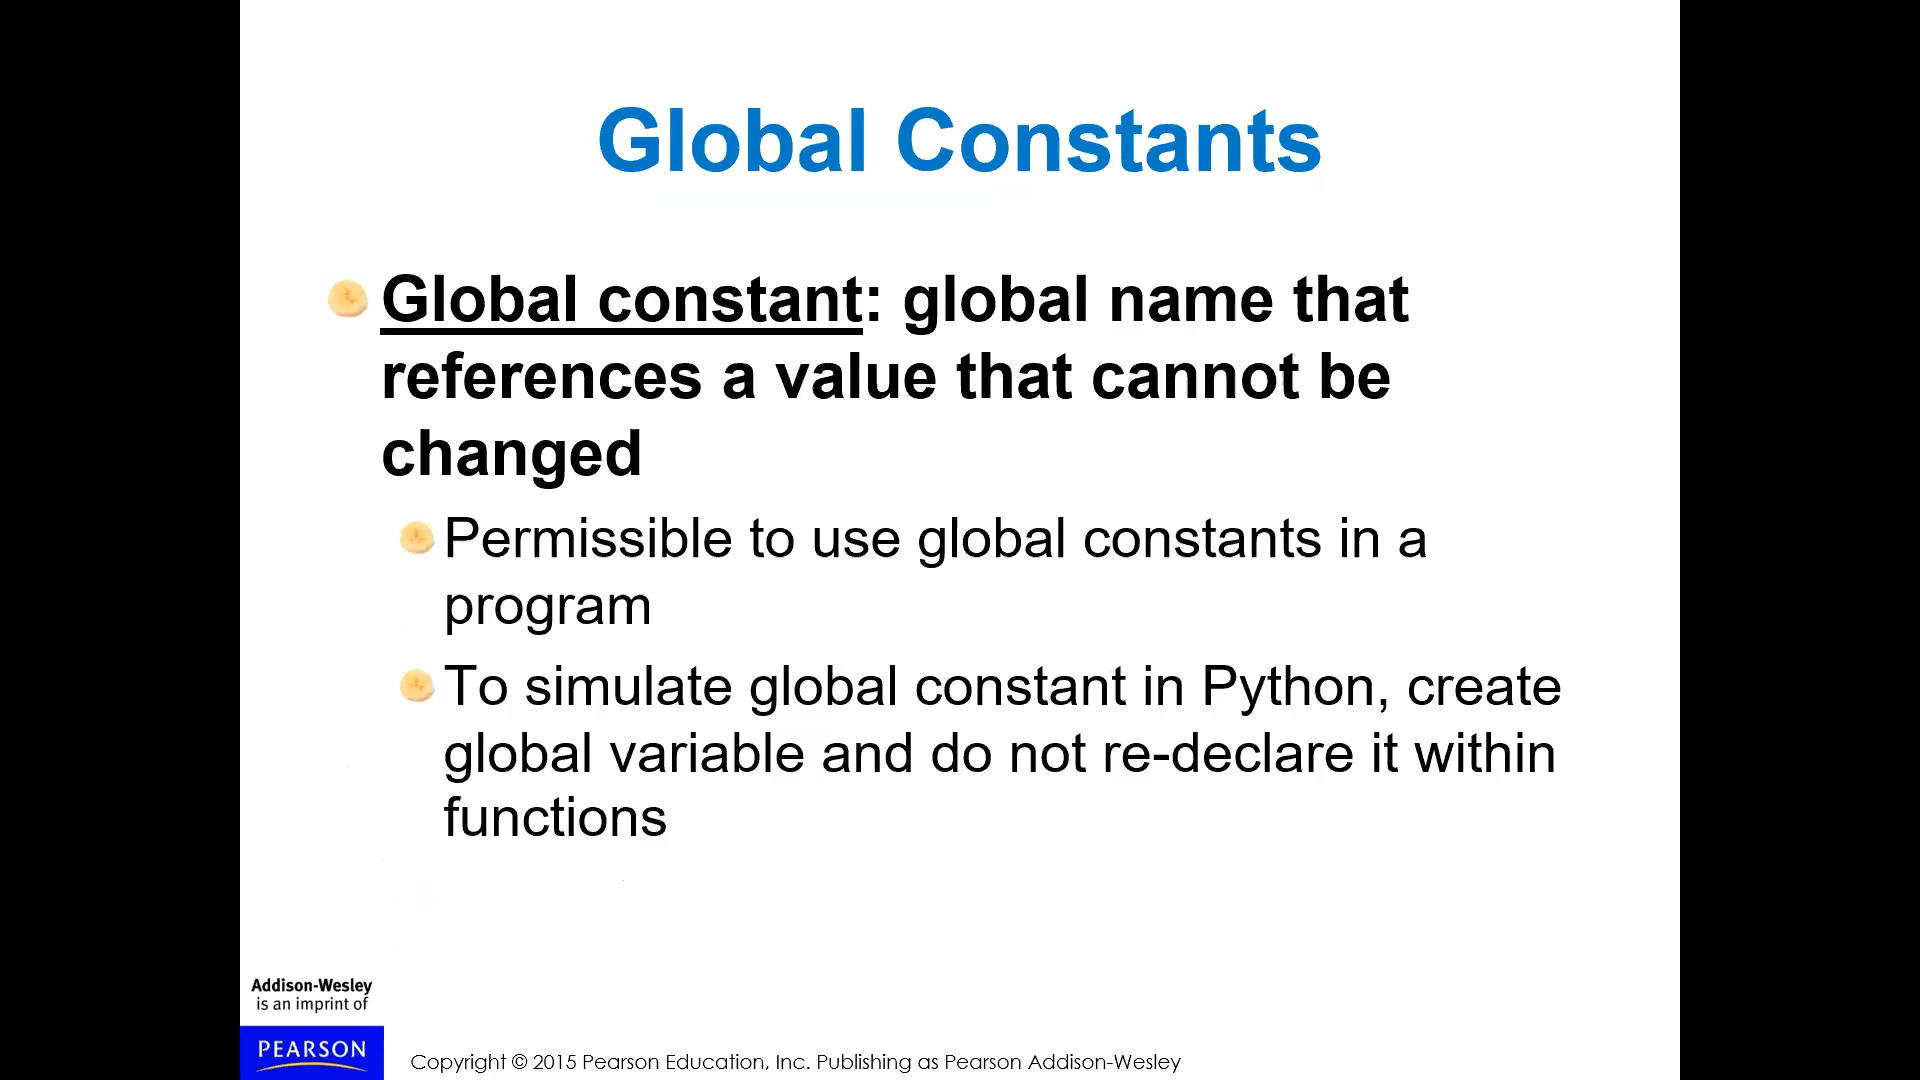 Global Constants
Global constant: global name that
references a value that cannot be
changed
Permissible to use global constants in a
program
To simulate global constant in Python, create
global variable and do not re-declare it within
functions
Addison-Wesley
is an imprint of
PEARSON
Copyright © 2015 Pearson Education, Inc. Publishing as Pearson Addison-Wesley